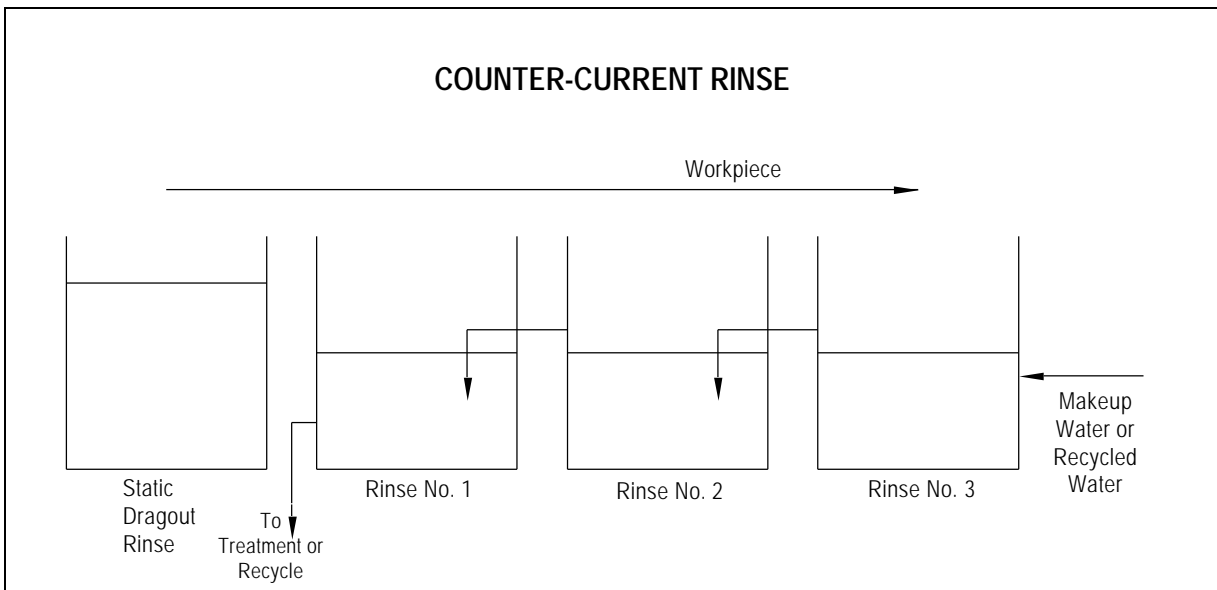 COUNTER-CURRENT RINSE
Workpiece
Static
Dragout
Rinse
To
Treatment or
Recycle
Rinse No. 1
Rinse No. 2
Rinse No. 3
Makeup
Water or
Recycled
Water